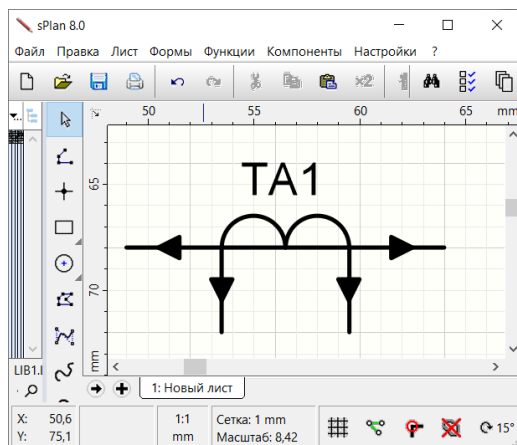 sPlan 8.0
Файл Правка Лист Формы Функции Компоненты Настройки ?
×2
50 55 60 65 mm
65
TA1
70
mm
LIB1.l
1: Новый лист
X: 50,6
Y: 75,1
1:1
mm
Сетка: 1 mm
Масштаб: 8,42
15°